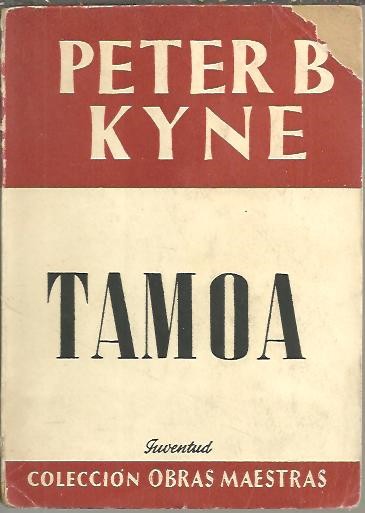 PETER B
KYNE
TAMOA
Juventud
COLECCIÓN OBRAS MAESTRAS